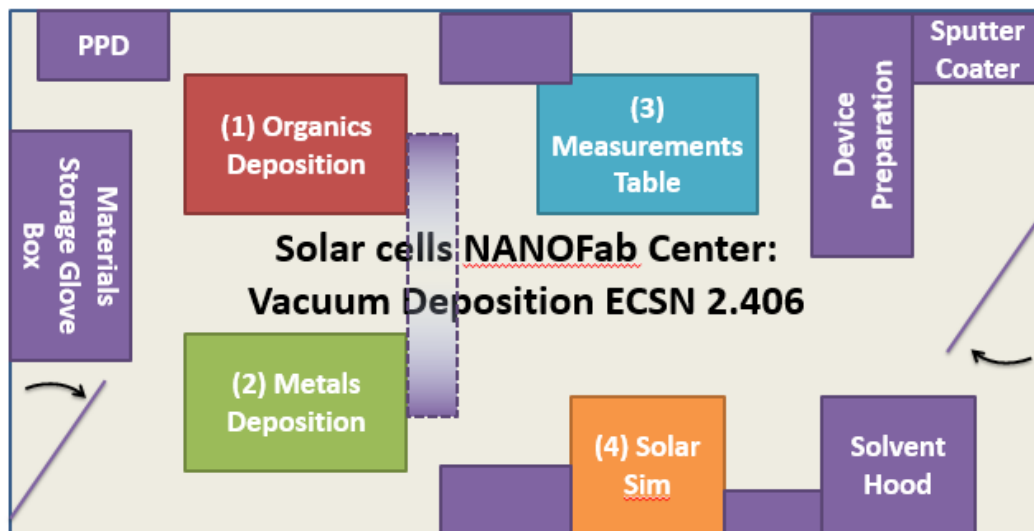 PPD
Sputter
Coater
(1) Organics
Deposition
(3)
Measurements
Table
Device
Preparation
Materials
Storage Glove
Box
Solar cells NANOFab Center:
Vacuum Deposition ECSN 2.406
(2) Metals
Deposition
(4) Solar
Sim
Solvent
Hood